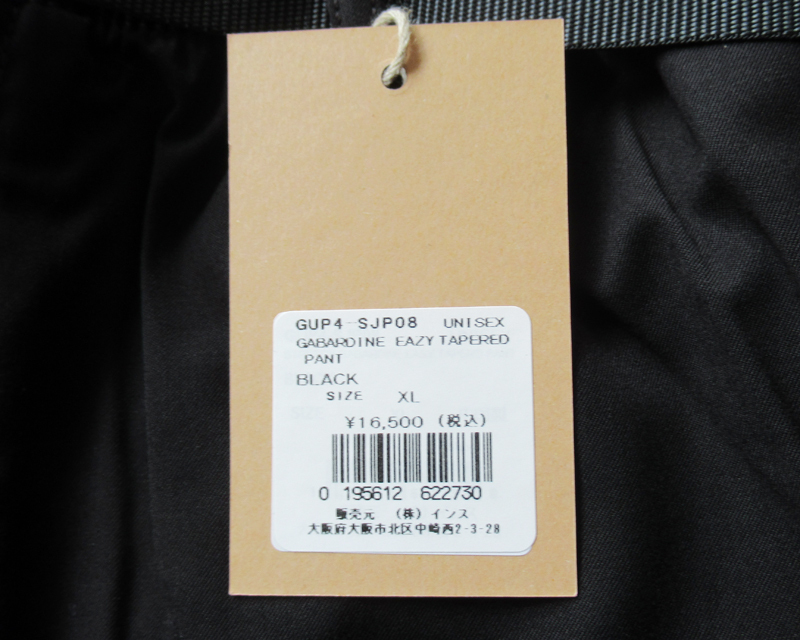 GUP4-SJP08 UNISEX
GABARDINE EAZY TAPERED
PANT
BLACK
SIZE XL
¥16,500 (税込)
0 195612 622730
販売元 (株)インス
大阪府大阪市北区中崎西2-3-28